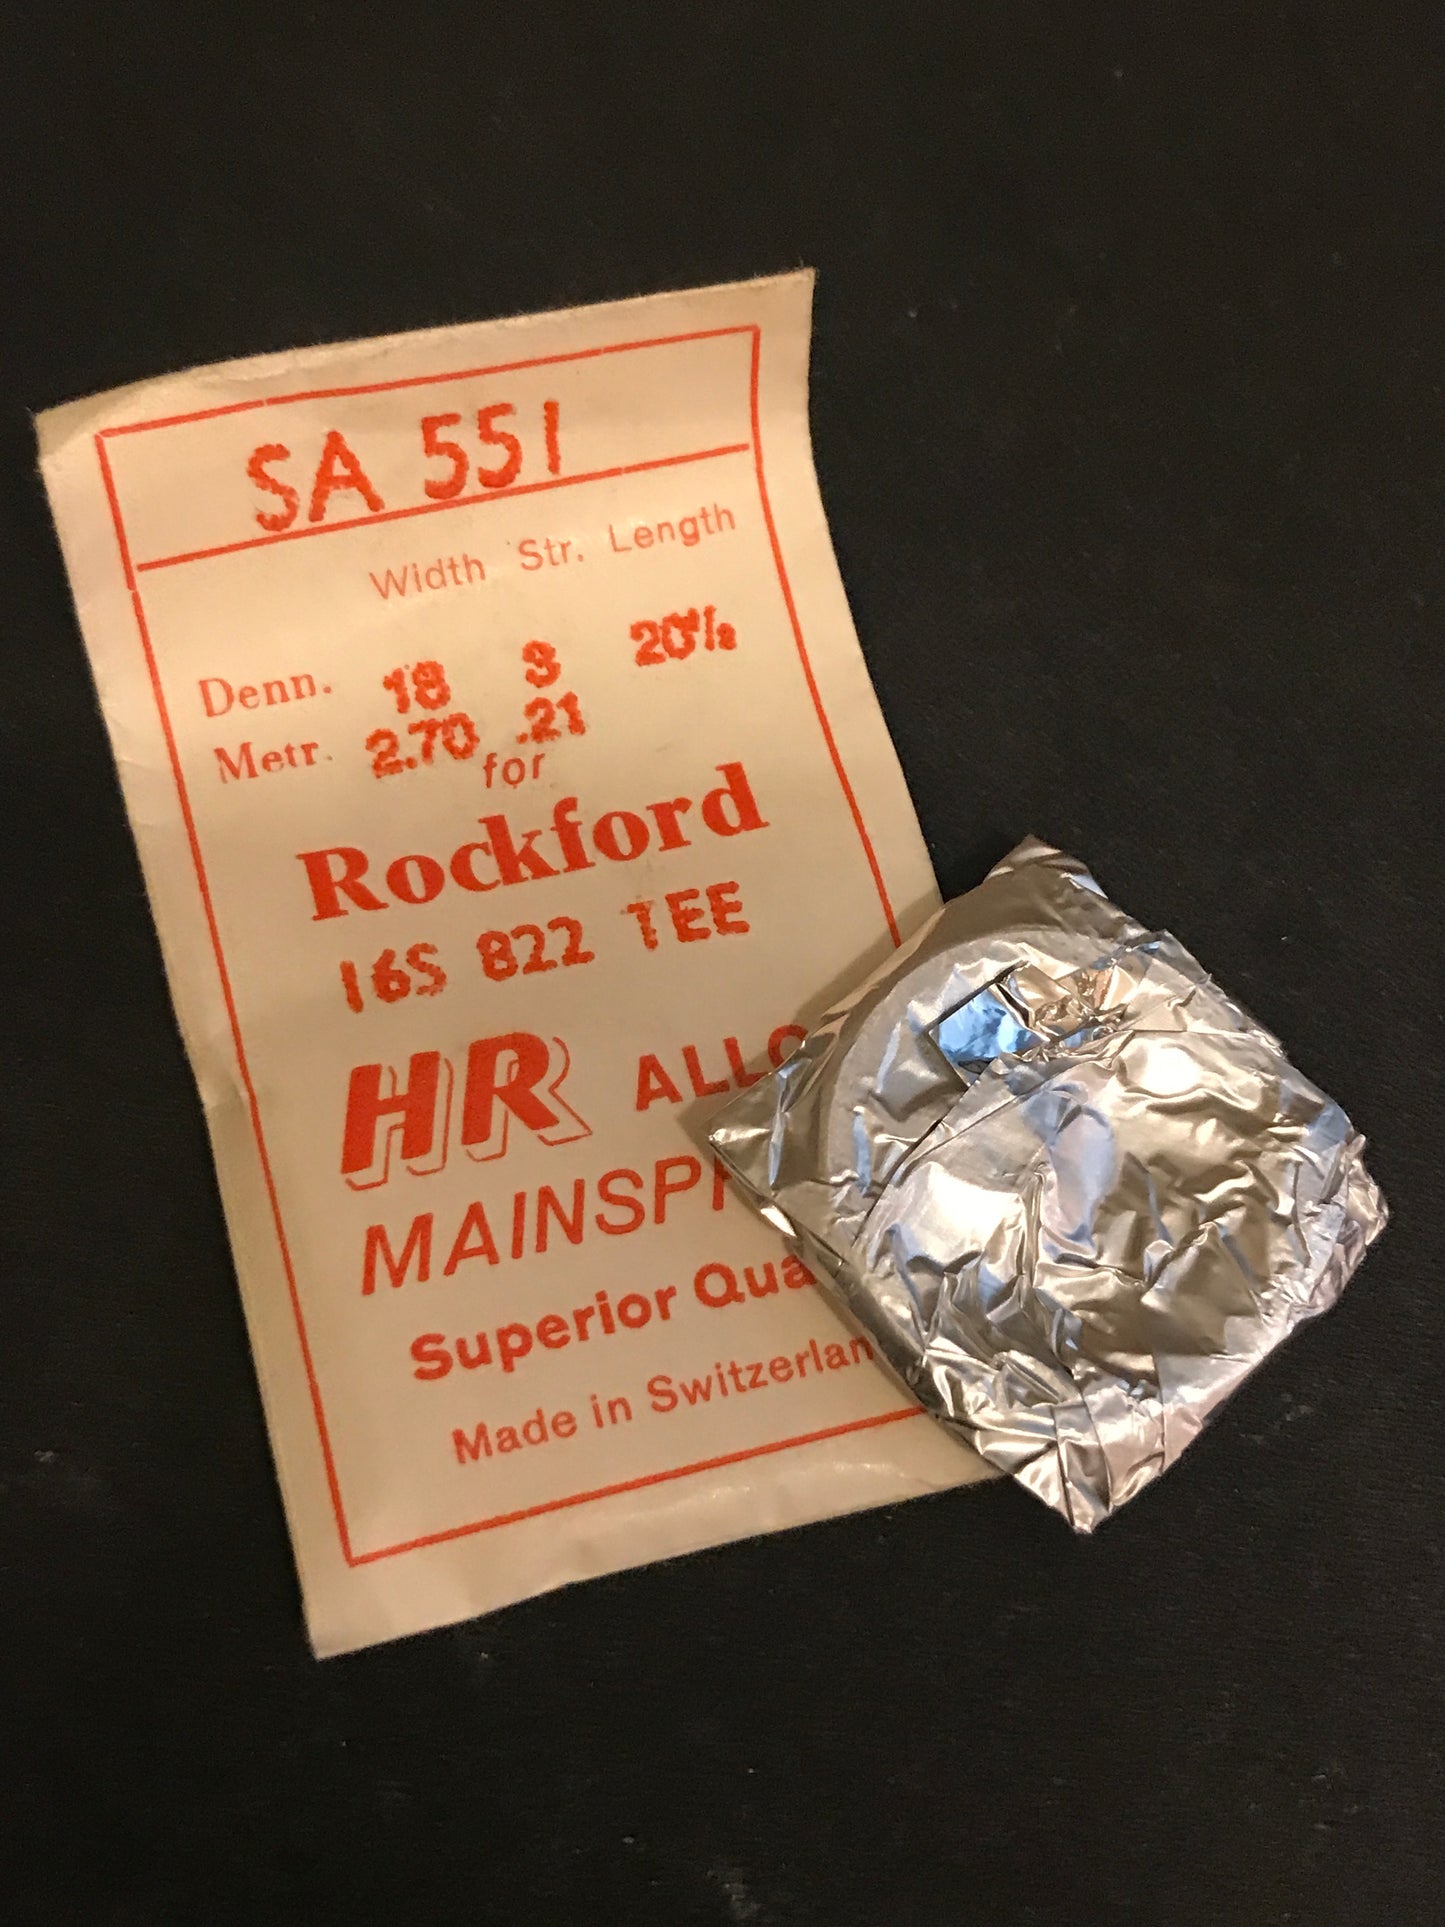 SA 551
Width Str. Length
Denn. 18 3 20½
Metr. 2.70 .21
for
Rockford
16S 822 TEE
HR ALLO
MAINSPR
Superior Qua
Made in Switzerlan